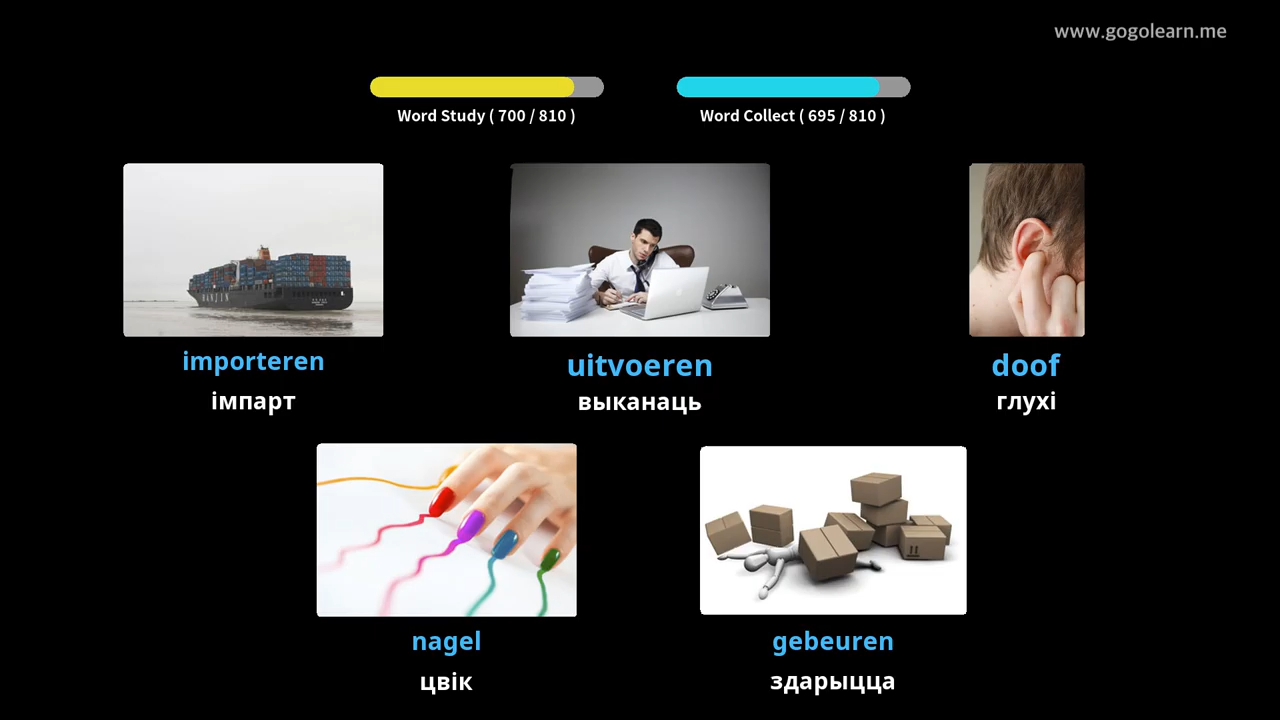 www.gogolearn.me
Word Study ( 700 / 810 )
Word Collect ( 695 / 810 )
importeren
імпарт
uitvoeren
выканаць
doof
глухі
nagel
цвік
gebeuren
здарыцца